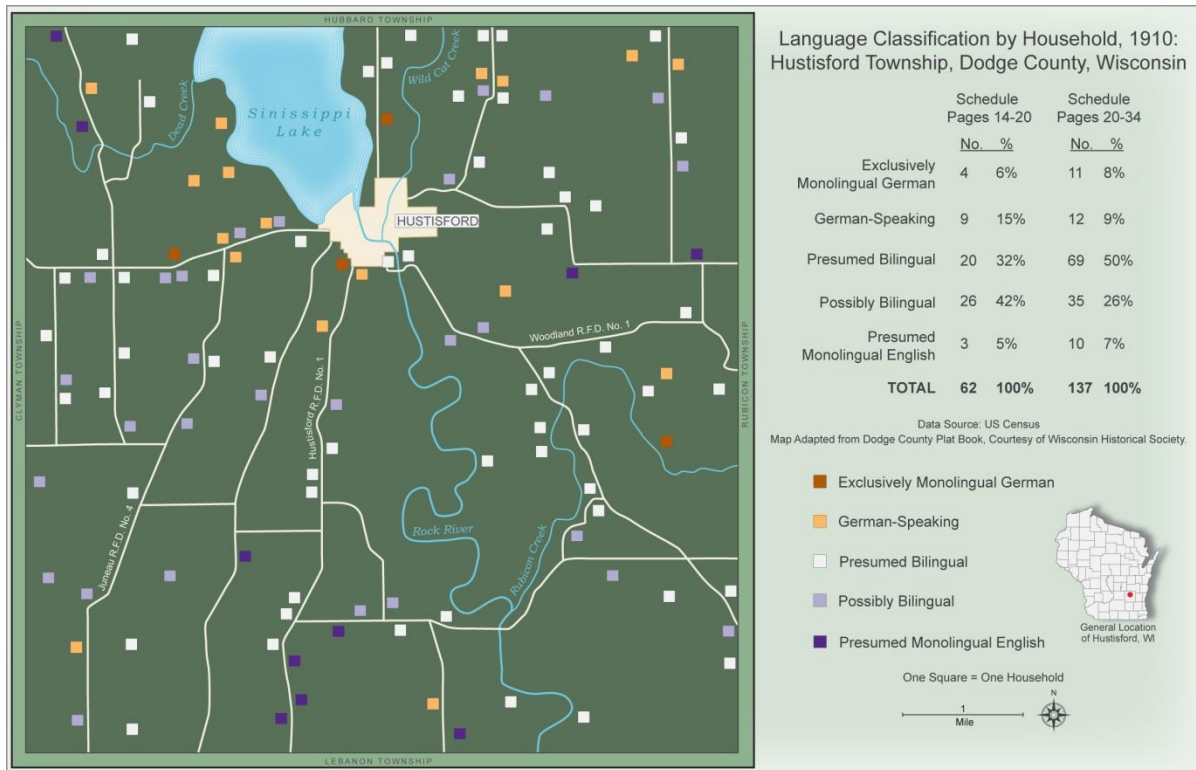 HUBBARD TOWNSHIP
CLYMAN TOWNSHIP
RUBICON TOWNSHIP
LEBANON TOWNSHIP
Dead Creek
Sinissippi
Lake
Wild Cat Creek
HUSTISFORD
Woodland R.F.D. No. 1
Hustisford R.F.D. No. 1
Juneau R.F.D. No. 4
Rock River
Rubicon Creek
Language Classification by Household, 1910:
Hustisford Township, Dodge County, Wisconsin
Schedule Schedule
Pages 14-20 Pages 20-34
No. % No. %
Exclusively
Monolingual German 4 6% 11 8%
German-Speaking 9 15% 12 9%
Presumed Bilingual 20 32% 69 50%
Possibly Bilingual 26 42% 35 26%
Presumed
Monolingual English 3 5% 10 7%
TOTAL 62 100% 137 100%
Data Source: US Census
Map Adapted from Dodge County Plat Book, Courtesy of Wisconsin Historical Society.
Exclusively Monolingual German
German-Speaking
Presumed Bilingual
Possibly Bilingual
Presumed Monolingual English
General Location
of Hustisford, WI
One Square = One Household
1
Mile
N